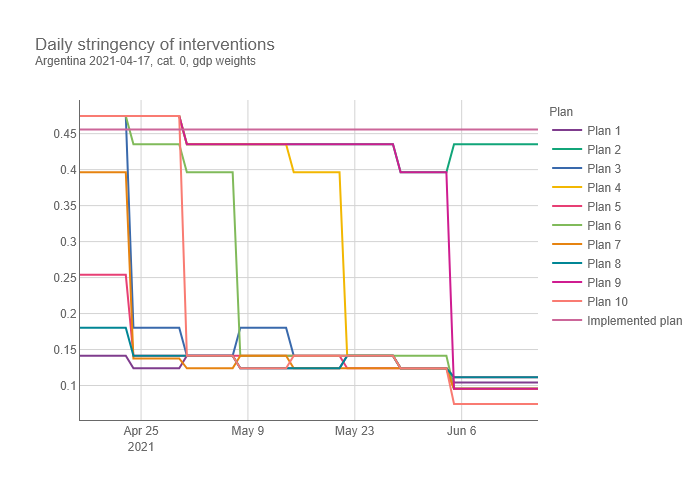 Daily stringency of interventions
Argentina 2021-04-17, cat. 0, gdp weights
Plan
Plan 1
Plan 2
Plan 3
Plan 4
Plan 5
Plan 6
Plan 7
Plan 8
Plan 9
Plan 10
Implemented plan
0.45
0.4
0.35
0.3
0.25
0.2
0.15
0.1
Apr 25
2021
May 9
May 23
Jun 6